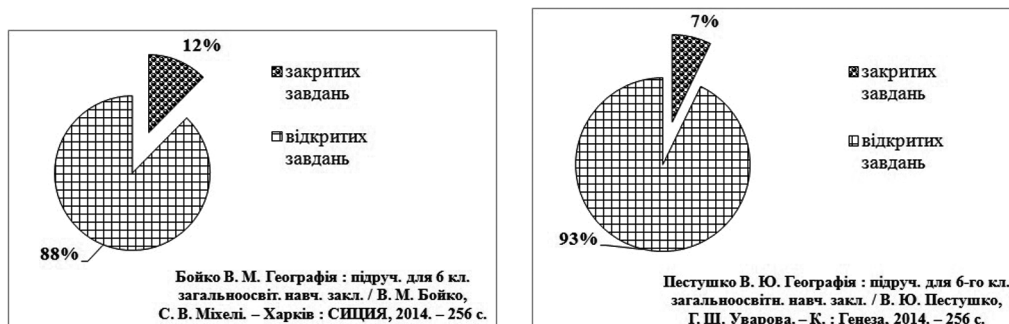 12%
закритих
завдань
відкритих
завдань
88%
Бойко В. М. Географія : підруч. для 6 кл.
загальноосвіт. навч. закл. / В. М. Бойко,
С. В. Міхелі. – Харків : СИЦИЯ, 2014. – 256 с.
7%
закритих
завдань
відкритих
завдань
93%
Пестушко В. Ю. Географія : підруч. для 6-го кл.
загальноосвітн. навч. закл. / В. Ю. Пестушко,
Г. Ш. Уварова. – К. : Генеза, 2014. – 256 с.